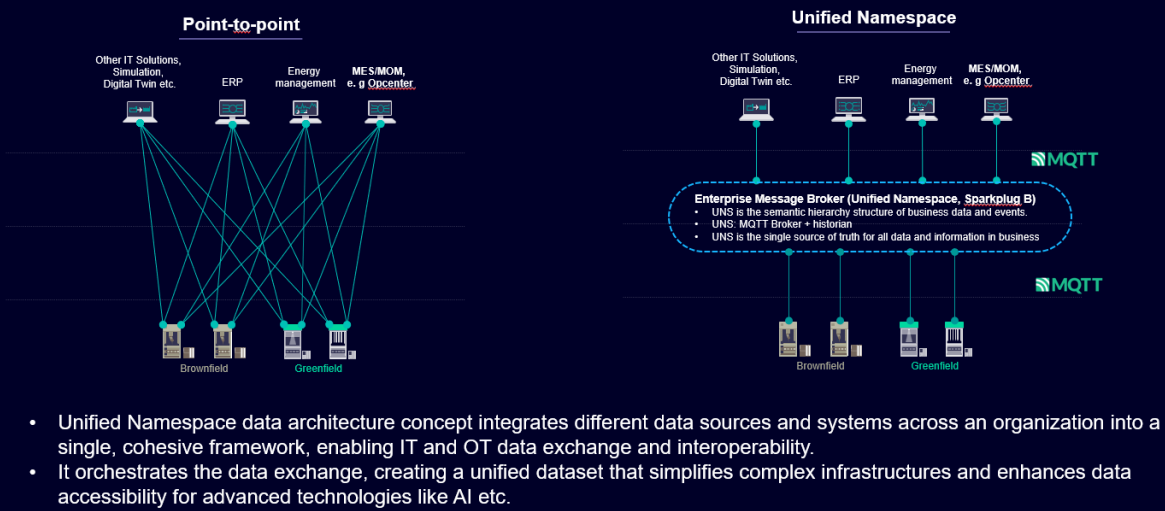 Point-to-point
Other IT Solutions,
Simulation,
Digital Twin etc.
ERP
Energy
management
MES/MOM,
e. g Opcenter
Brownfield
Greenfield
Unified Namespace
Other IT Solutions,
Simulation,
Digital Twin etc.
ERP
Energy
management
MES/MOM,
e. g Opcenter
MQTT
Enterprise Message Broker (Unified Namespace, Sparkplug B)
• UNS is the semantic hierarchy structure of business data and events.
• UNS: MQTT Broker + historian
• UNS is the single source of truth for all data and information in business
MQTT
Brownfield
Greenfield
• Unified Namespace data architecture concept integrates different data sources and systems across an organization into a
single, cohesive framework, enabling IT and OT data exchange and interoperability.
• It orchestrates the data exchange, creating a unified dataset that simplifies complex infrastructures and enhances data
accessibility for advanced technologies like AI etc.